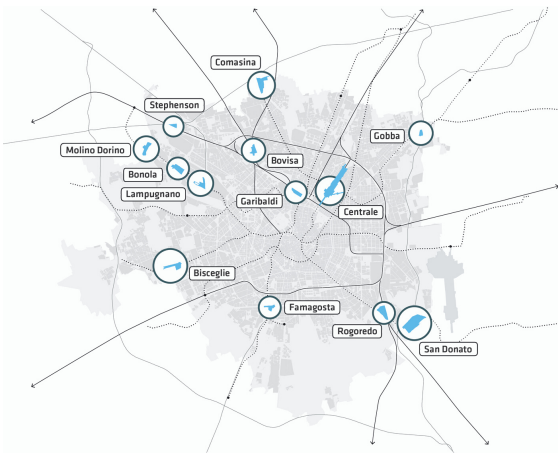 Comasina
Stephenson
Gobba
Molino Dorino
Bovisa
Bonola
Lampugnano
Garibaldi
Centrale
Bisceglie
Famagosta
Rogoredo
San Donato